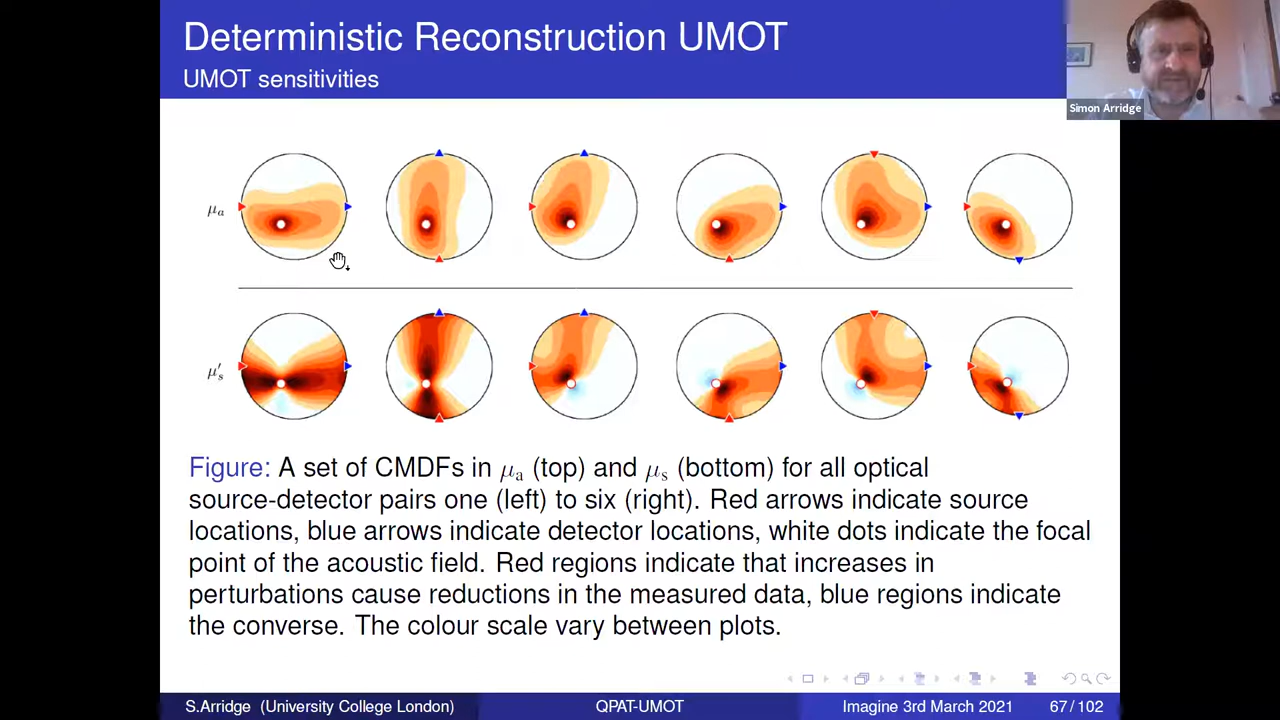 Deterministic Reconstruction UMOT
UMOT sensitivities
Simon Arridge
μa
μ′s
Figure: A set of CMDFs in μa (top) and μs (bottom) for all optical
source-detector pairs one (left) to six (right). Red arrows indicate source
locations, blue arrows indicate detector locations, white dots indicate the focal
point of the acoustic field. Red regions indicate that increases in
perturbations cause reductions in the measured data, blue regions indicate
the converse. The colour scale vary between plots.
S.Arridge (University College London)
QPAT-UMOT
Imagine 3rd March 2021
67 / 102